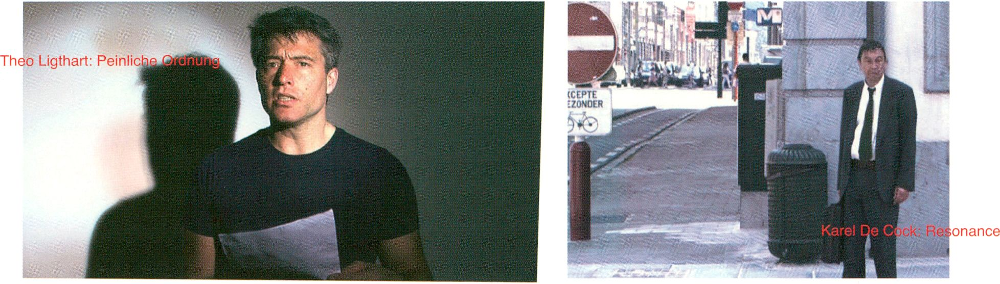 Theo Ligthart: Peinliche Ordnung
M
XCEPTE
EZONDER
Karel De Cock: Resonance